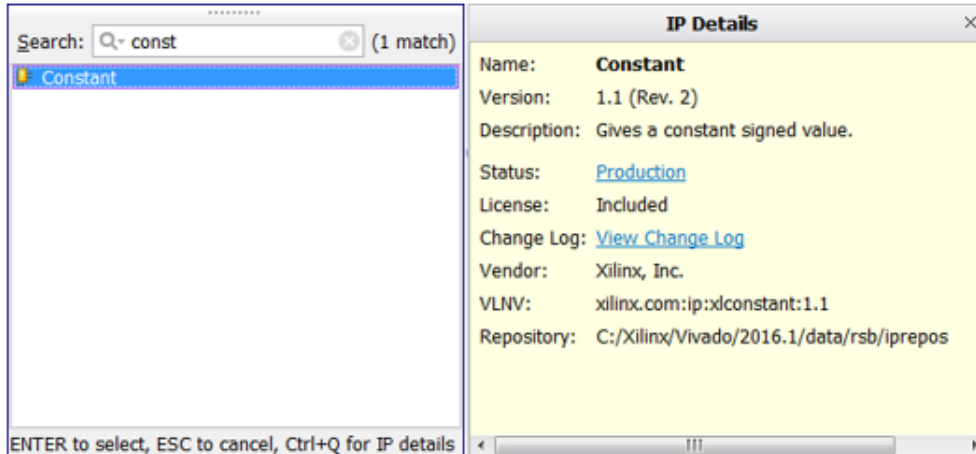 Search: const (1 match)
Constant
ENTER to select, ESC to cancel, Ctrl+Q for IP details
IP Details
Name: Constant
Version: 1.1 (Rev. 2)
Description: Gives a constant signed value.
Status: Production
License: Included
Change Log: View Change Log
Vendor: Xilinx, Inc.
VLNV: xilinx.com:ip:xlconstant:1.1
Repository: C:/Xilinx/Vivado/2016.1/data/rsb/iprepos